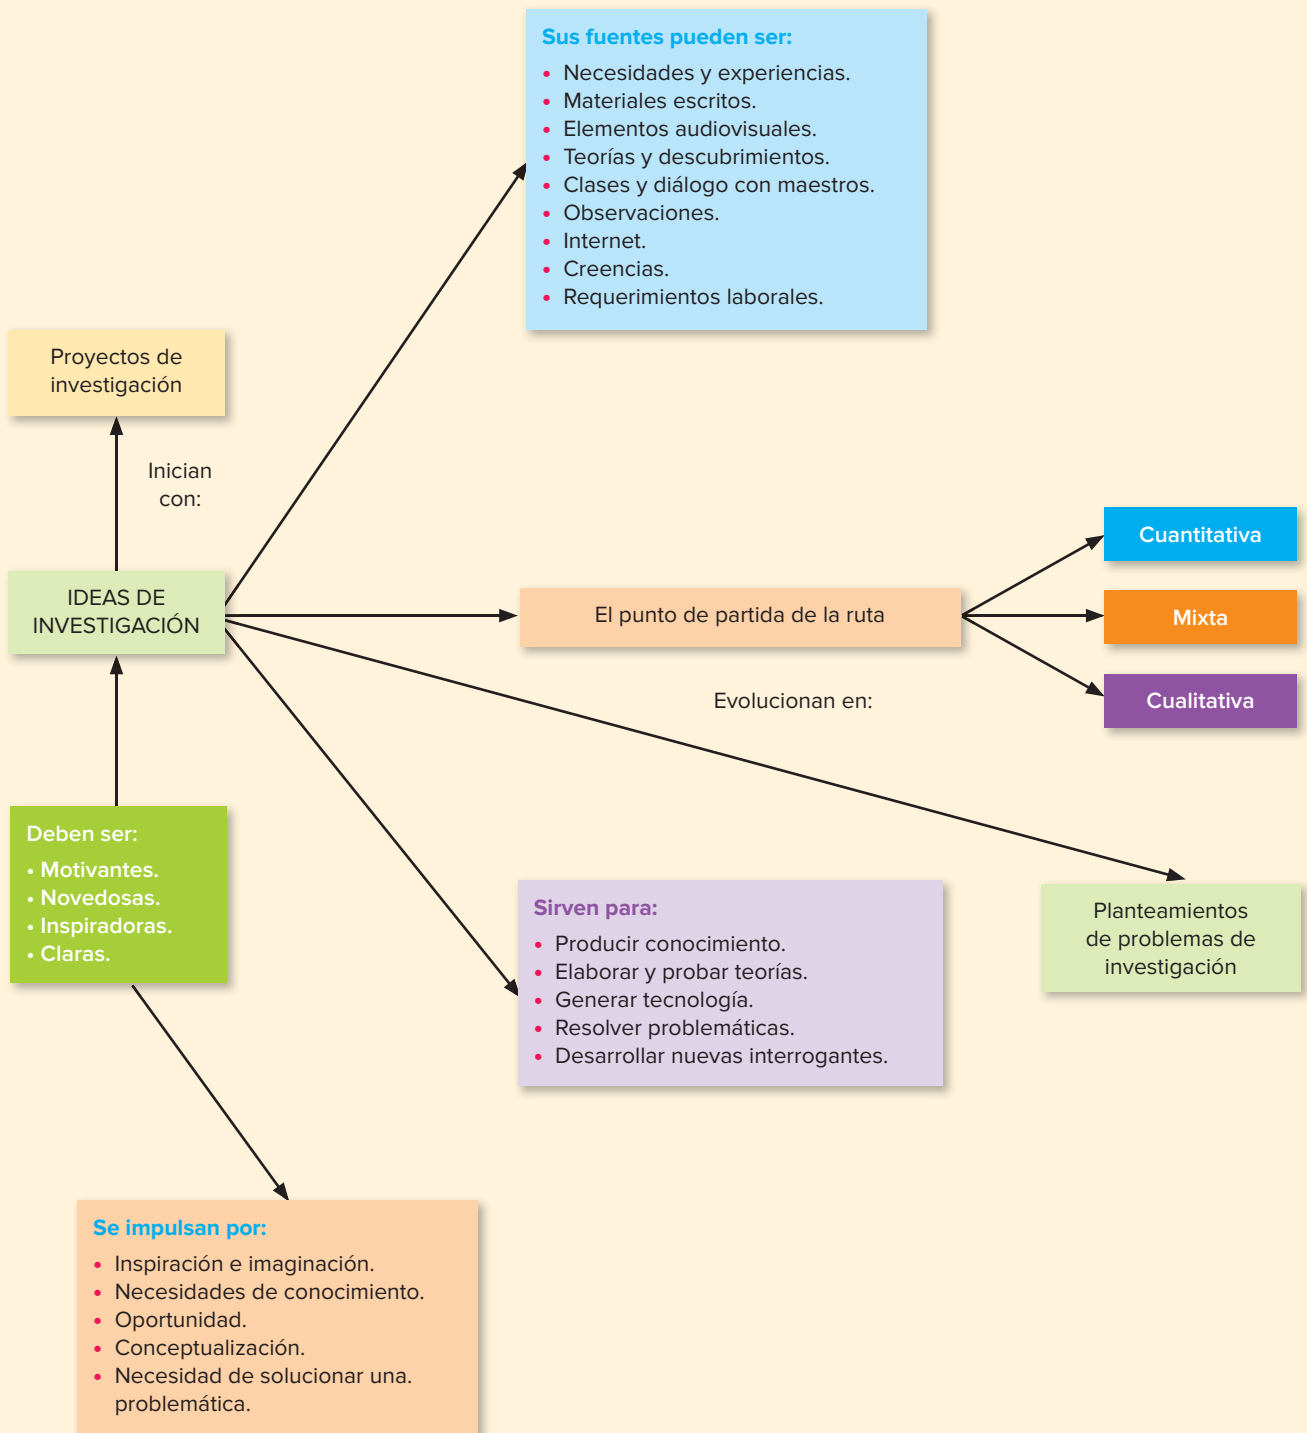 Sus fuentes pueden ser:
• Necesidades y experiencias.
• Materiales escritos.
• Elementos audiovisuales.
• Teorías y descubrimientos.
• Clases y diálogo con maestros.
• Observaciones.
• Internet.
• Creencias.
• Requerimientos laborales.
Proyectos de
investigación
Inician
con:
IDEAS DE
INVESTIGACIÓN
El punto de partida de la ruta
Cuantitativa
Mixta
Cualitativa
Evolucionan en:
Deben ser:
• Motivantes.
• Novedosas.
• Inspiradoras.
• Claras.
Sirven para:
• Producir conocimiento.
• Elaborar y probar teorías.
• Generar tecnología.
• Resolver problemáticas.
• Desarrollar nuevas interrogantes.
Planteamientos
de problemas de
investigación
Se impulsan por:
• Inspiración e imaginación.
• Necesidades de conocimiento.
• Oportunidad.
• Conceptualización.
• Necesidad de solucionar una.
problemática.